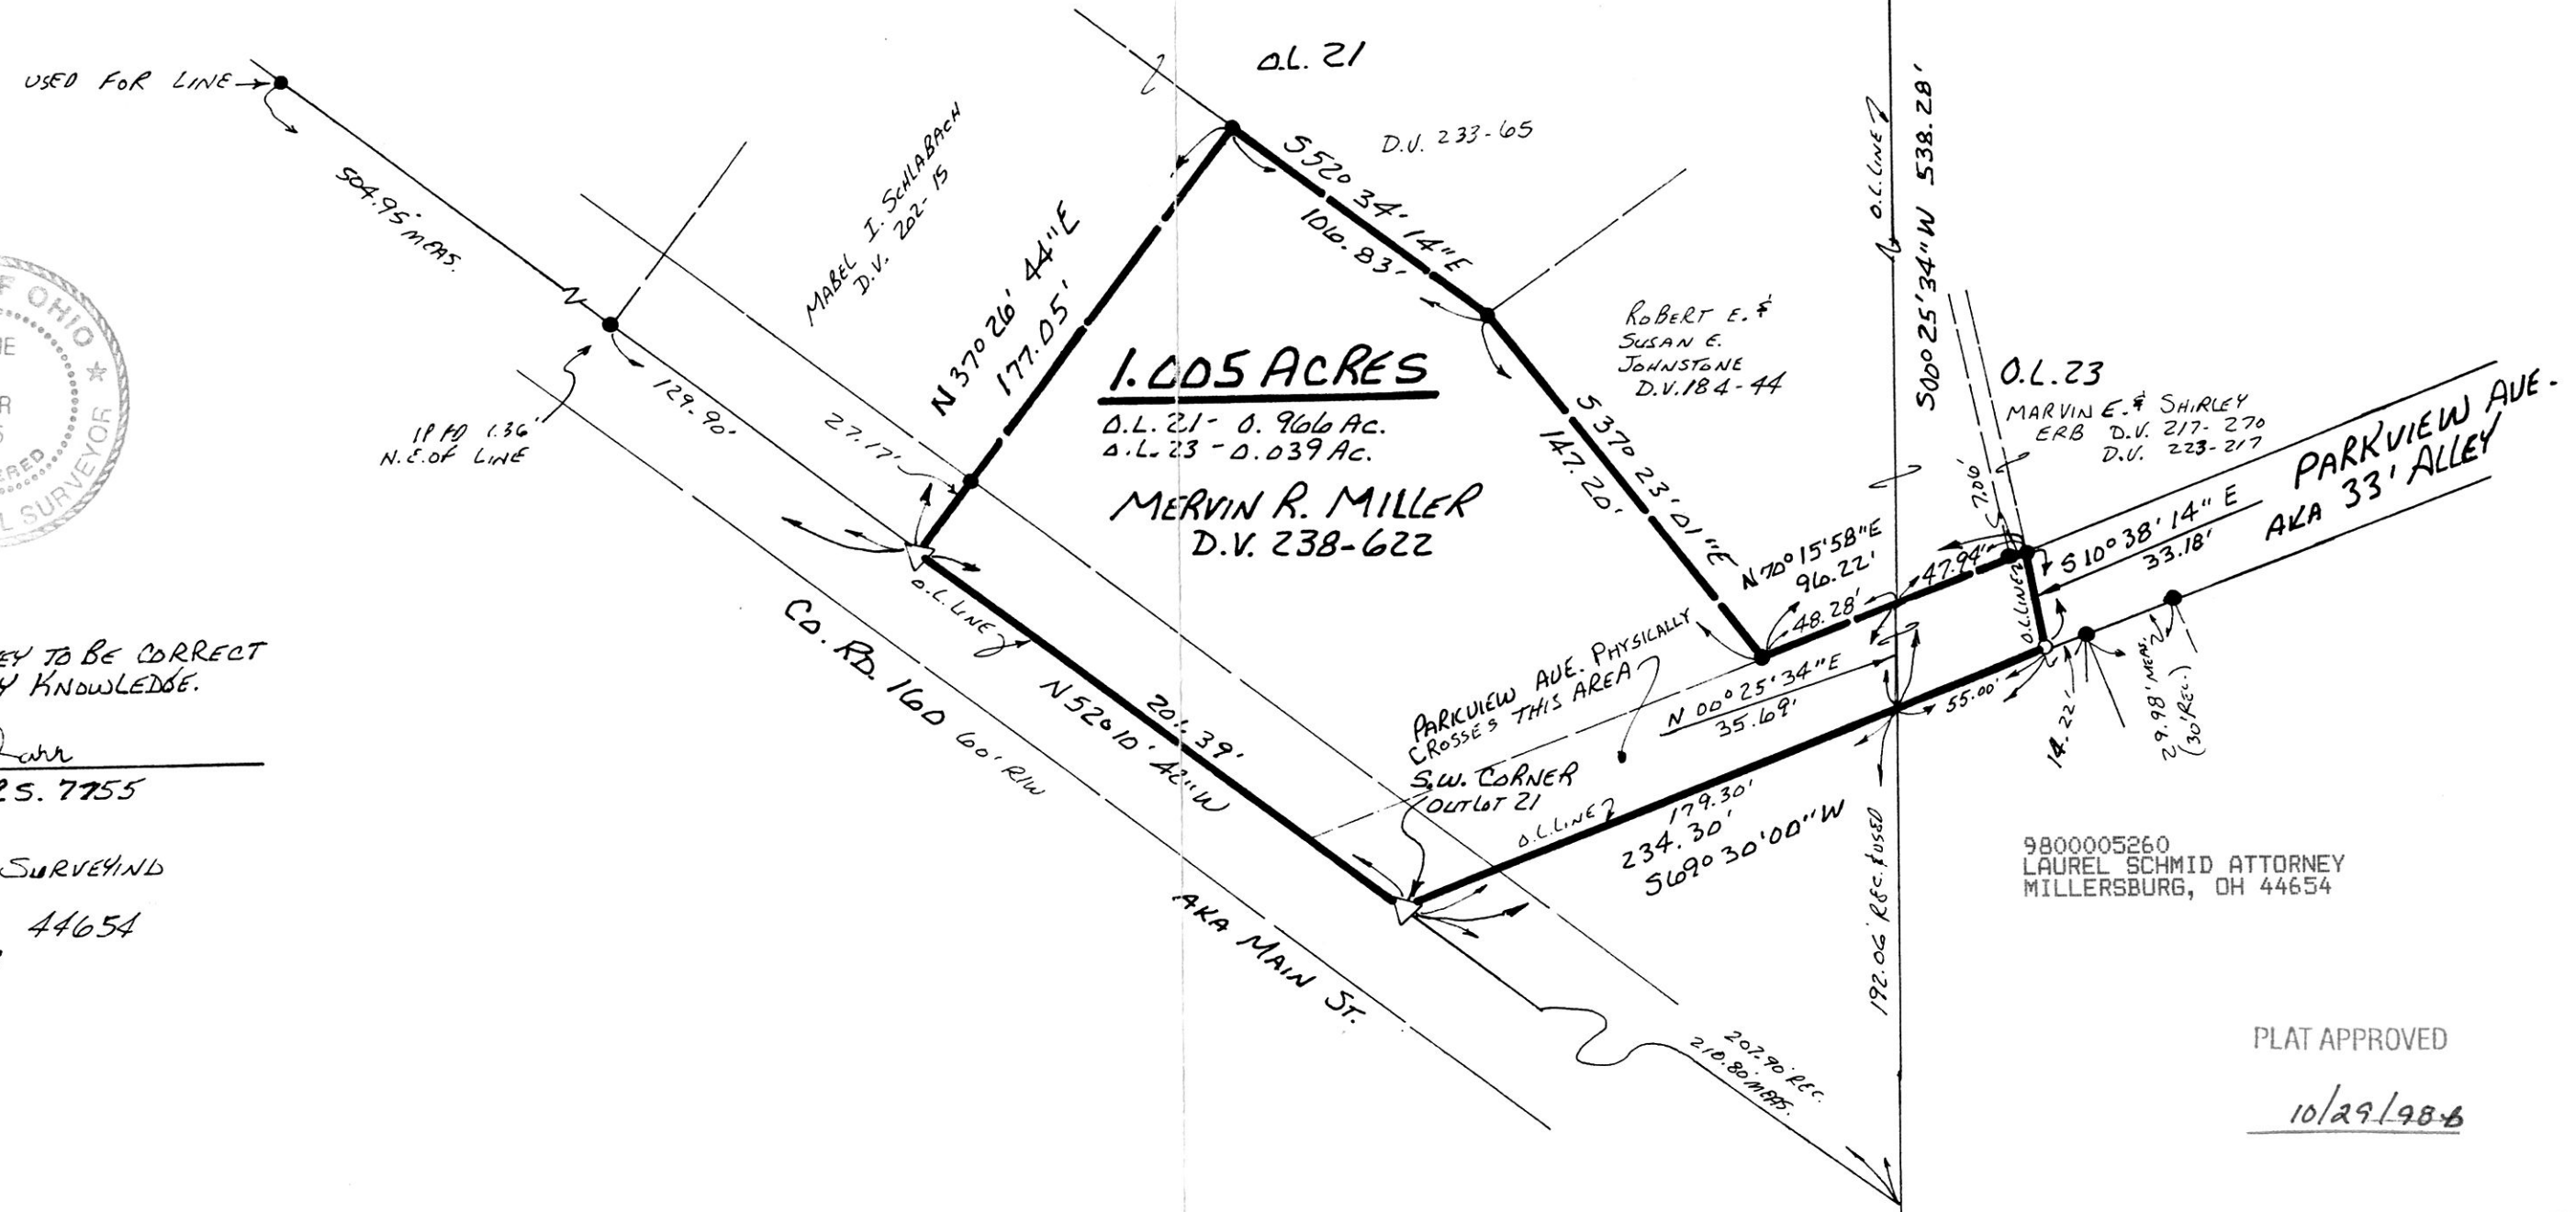 USED FOR LINE
504.95' MEAS.
O.L. 21
D.V. 233-65
MABEL I. SCHLABACH
D.V. 202-15
S 52° 34' 14" E
106.83'
N 37° 26' 44" E
177.05'
O.L. LINE
S 00° 25' 34" W 538.28'
OF OHIO
SURVEYOR
129.90'
IP FD 1.36'
N.E. OF LINE
27.17'
1.005 ACRES
O.L. 21 - 0.966 AC.
O.L. 23 - 0.039 AC.
MERVIN R. MILLER
D.V. 238-622
ROBERT E. &
SUSAN E.
JOHNSTONE
D.V. 184-44
S 37° 23' 01" E
147.20'
O.L. 23
MARVIN E. & SHIRLEY
ERB D.V. 217-270
D.V. 223-217
PARKVIEW AVE.
AKA 33' ALLEY
7.00'
N 70° 15' 58" E
96.22'
48.28'
47.94'
S 10° 38' 14" E
33.18'
O.L. LINE
55.00'
14.22'
29.98' MEAS.
(30' REC.)
N 00° 25' 34" E
35.69'
PARKVIEW AVE. PHYSICALLY
CROSSES THIS AREA
S.W. CORNER
OUTLOT 21
O.L. LINE
179.30'
234.30'
S 69° 30' 00" W
O.L. LINE
N 52° 10' 42" W
CO. RD. 160 60' R/W
AKA MAIN ST.
192.06' REC. & USED
207.90' REC.
210.80' MEAS.
EY TO BE CORRECT
Y KNOWLEDGE.
S. 7755
SURVEYING
44654
9800005260
LAUREL SCHMID ATTORNEY
MILLERSBURG, OH 44654
PLAT APPROVED
10/29/98